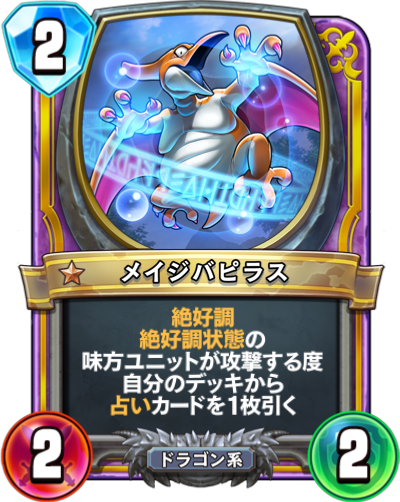 2
メイジバピラス
絶好調
絶好調状態の
味方ユニットが攻撃する度
自分のデッキから
占いカードを1枚引く
2
ドラゴン系
2